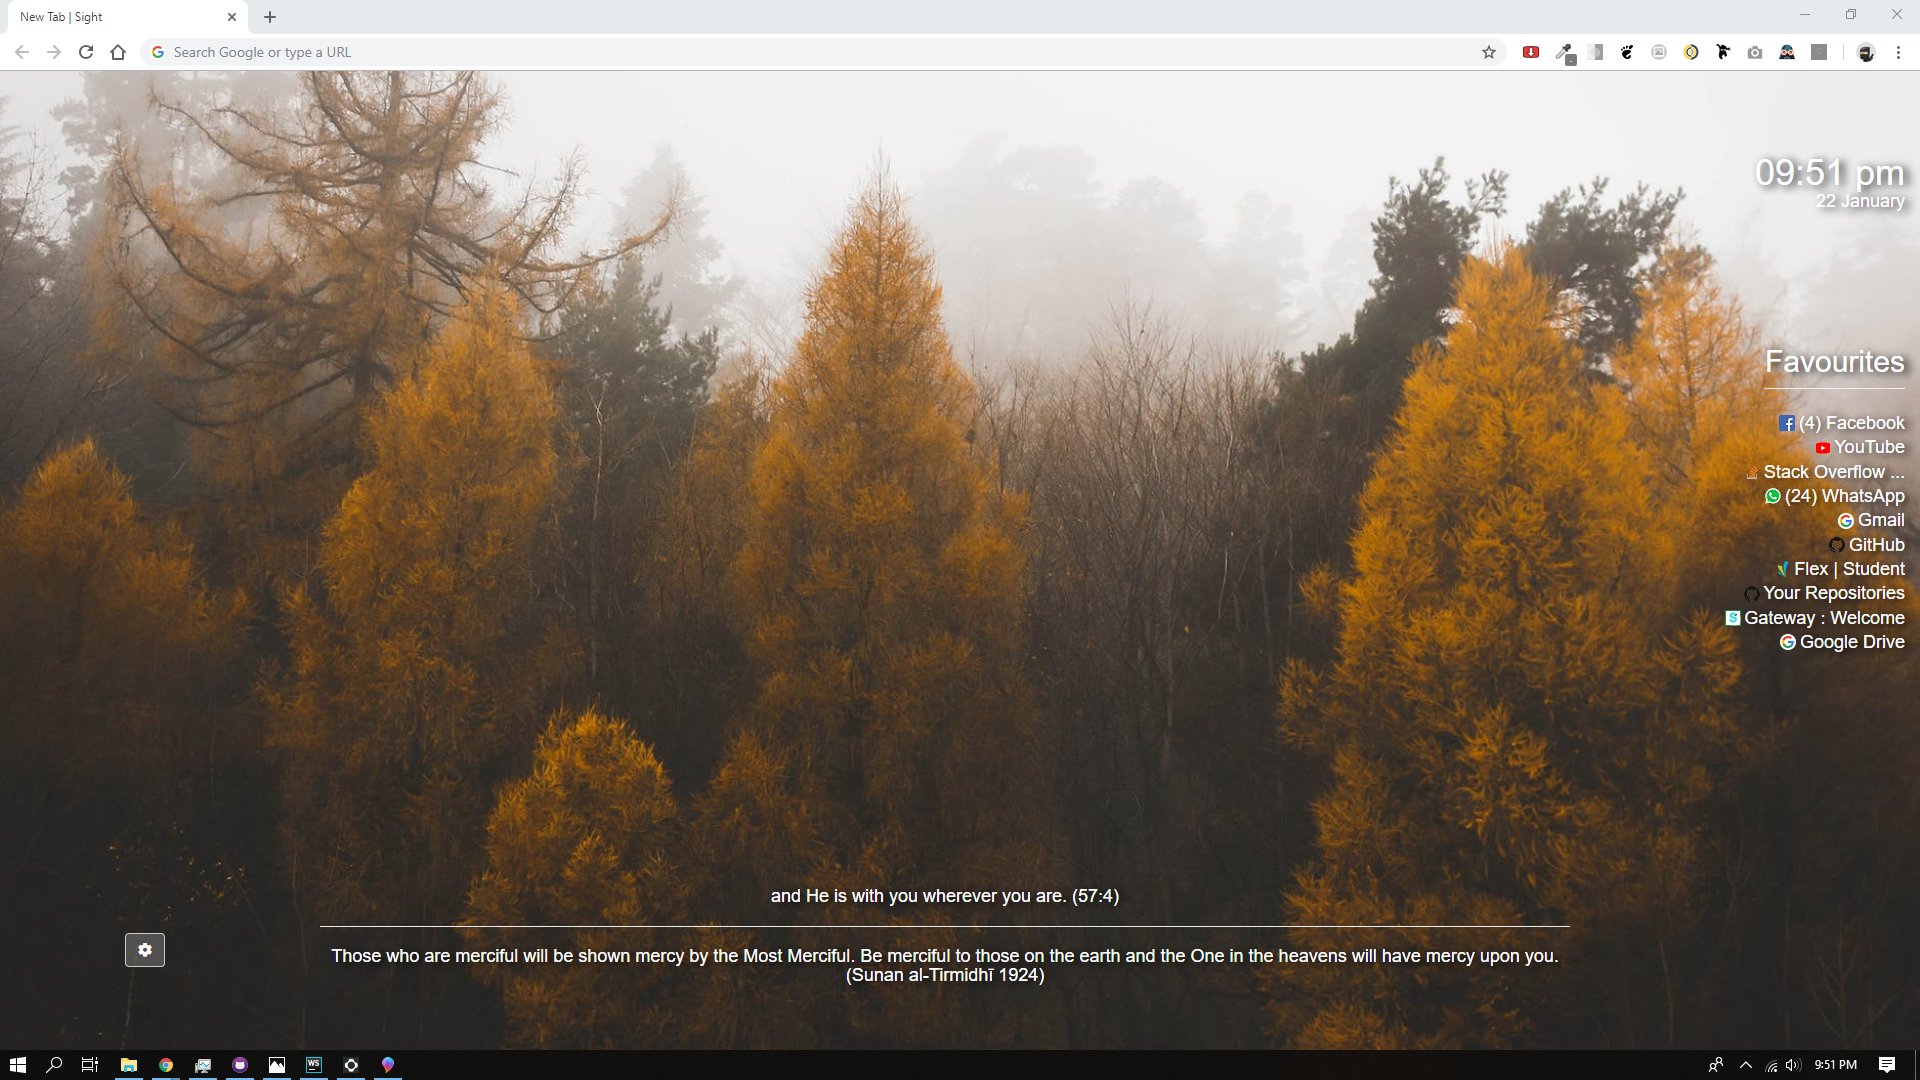 New Tab | Sight
Search Google or type a URL
09:51 pm
22 January
Favourites
(4) Facebook
YouTube
Stack Overflow ...
(24) WhatsApp
Gmail
GitHub
Flex | Student
Your Repositories
Gateway : Welcome
Google Drive
and He is with you wherever you are. (57:4)
Those who are merciful will be shown mercy by the Most Merciful. Be merciful to those on the earth and the One in the heavens will have mercy upon you.
(Sunan al-Tirmidhī 1924)
WS
9:51 PM